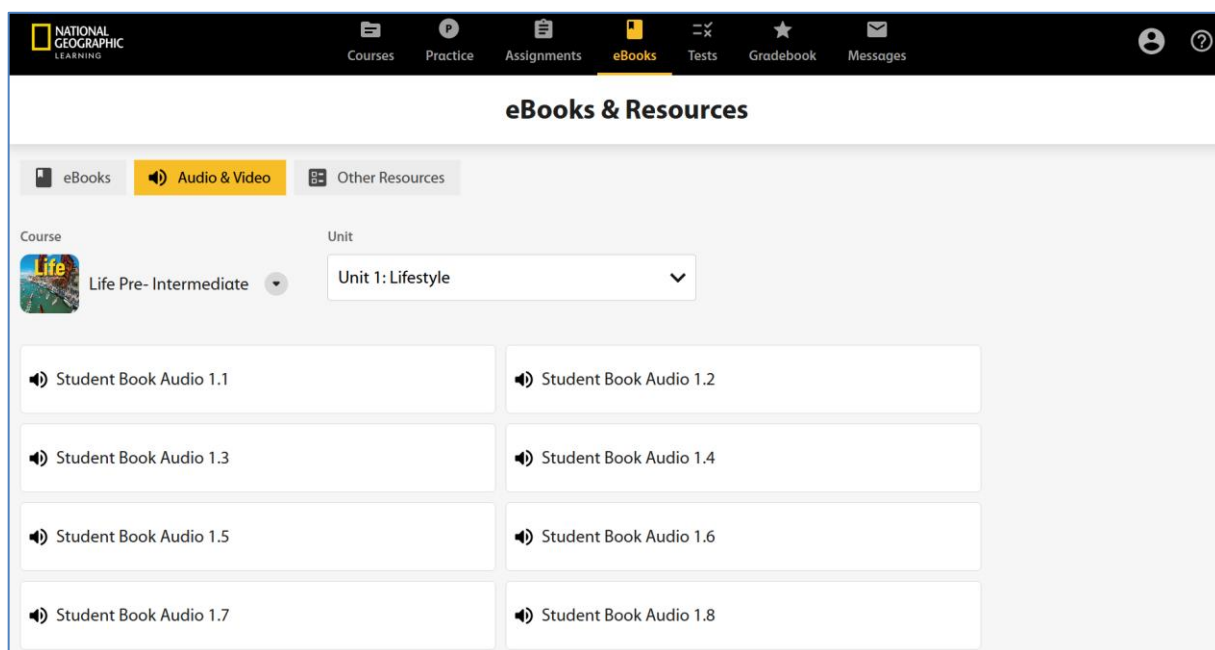 NATIONAL
GEOGRAPHIC
LEARNING
Courses
P
Practice
Assignments
eBooks
Tests
Gradebook
Messages
?
eBooks & Resources
eBooks
Audio & Video
Other Resources
Course
Unit
Life
Life Pre- Intermediate
Unit 1: Lifestyle
Student Book Audio 1.1
Student Book Audio 1.2
Student Book Audio 1.3
Student Book Audio 1.4
Student Book Audio 1.5
Student Book Audio 1.6
Student Book Audio 1.7
Student Book Audio 1.8